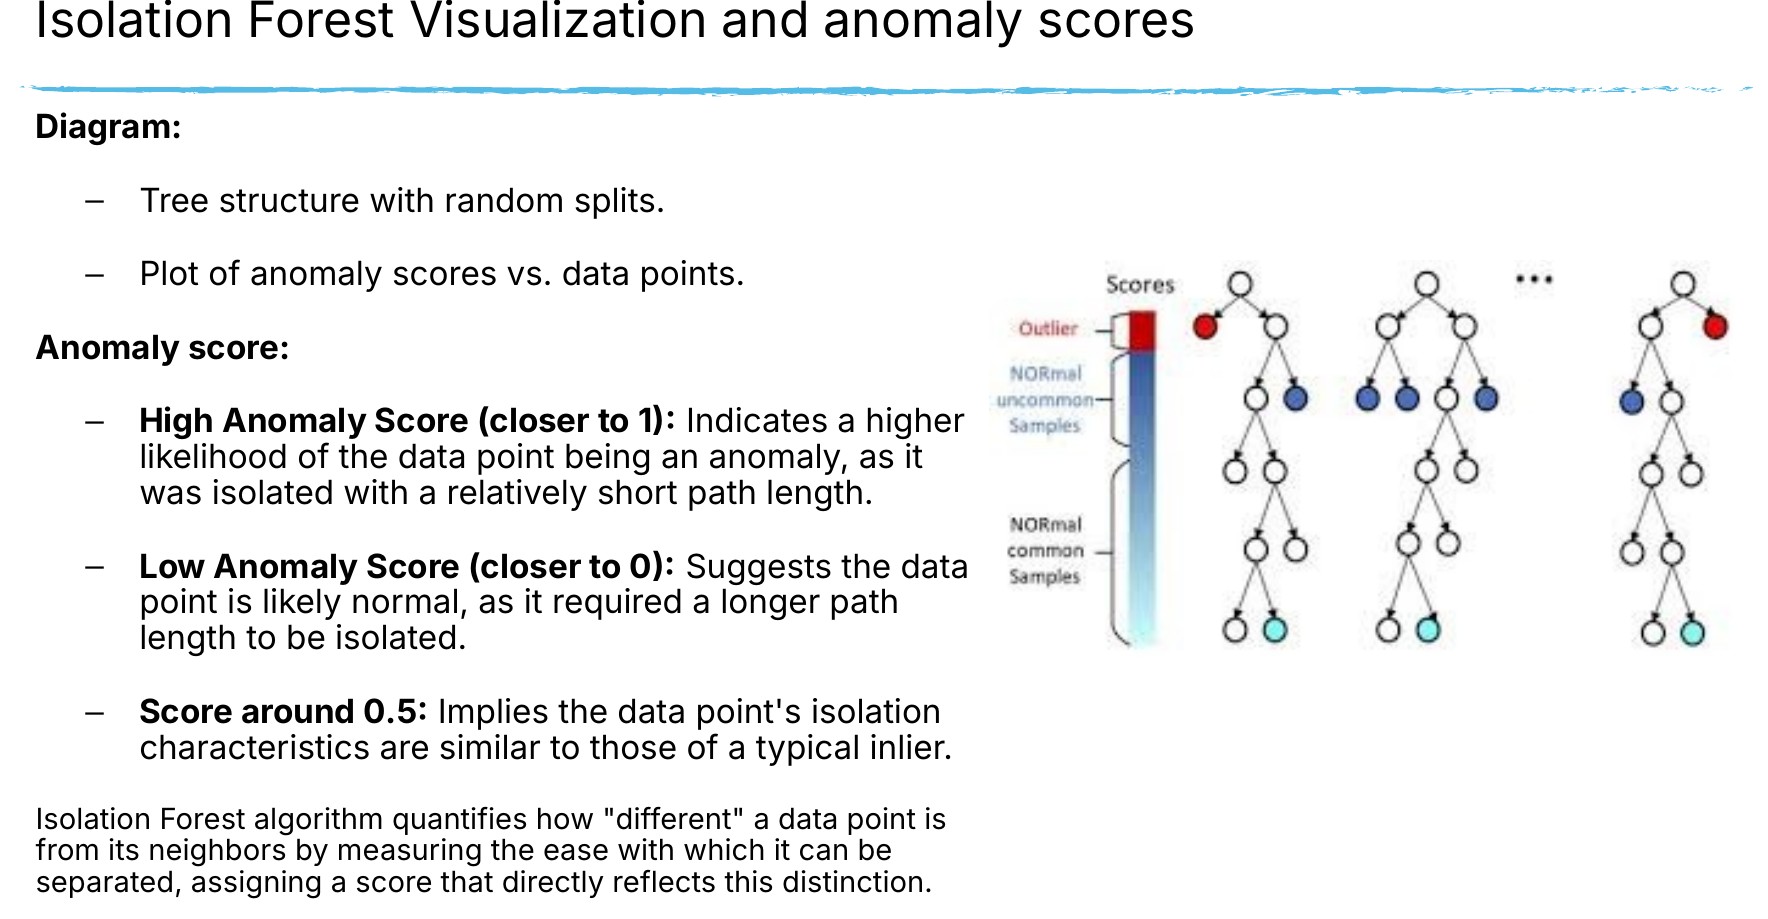 Isolation Forest Visualization and anomaly scores
Diagram:
– Tree structure with random splits.
– Plot of anomaly scores vs. data points.
Anomaly score:
– High Anomaly Score (closer to 1): Indicates a higher
likelihood of the data point being an anomaly, as it
was isolated with a relatively short path length.
– Low Anomaly Score (closer to 0): Suggests the data
point is likely normal, as it required a longer path
length to be isolated.
– Score around 0.5: Implies the data point's isolation
characteristics are similar to those of a typical inlier.
Isolation Forest algorithm quantifies how "different" a data point is
from its neighbors by measuring the ease with which it can be
separated, assigning a score that directly reflects this distinction.
Scores
Outlier
NORmal
uncommon
Samples
NORmal
common
Samples
...